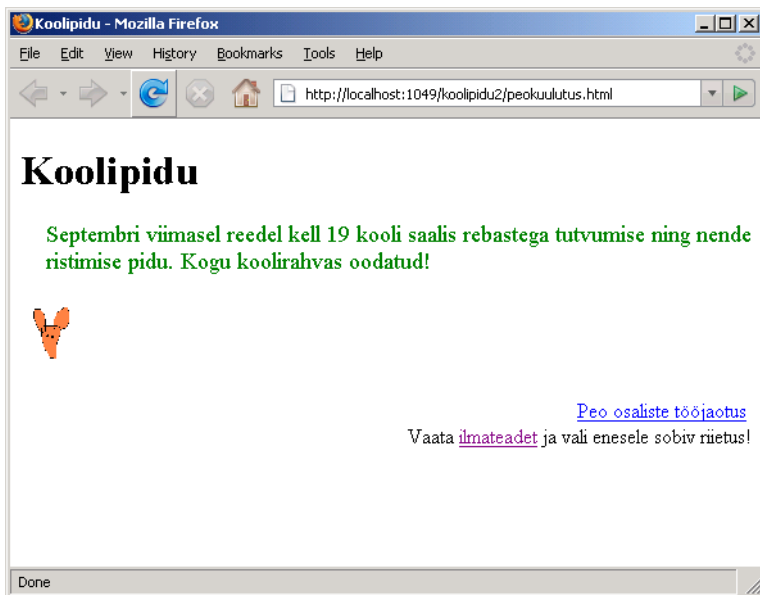 Koolipidu - Mozilla Firefox
File Edit View History Bookmarks Tools Help
http://localhost:1049/koolipidu2/peokuulutus.html
Koolipidu
Septembri viimasel reedel kell 19 kooli saalis rebastega tutvumise ning nende
ristimise pidu. Kogu koolirahvas oodatud!
Peo osaliste tööjaotus
Vaata ilmateadet ja vali enesele sobiv riietus!
Done